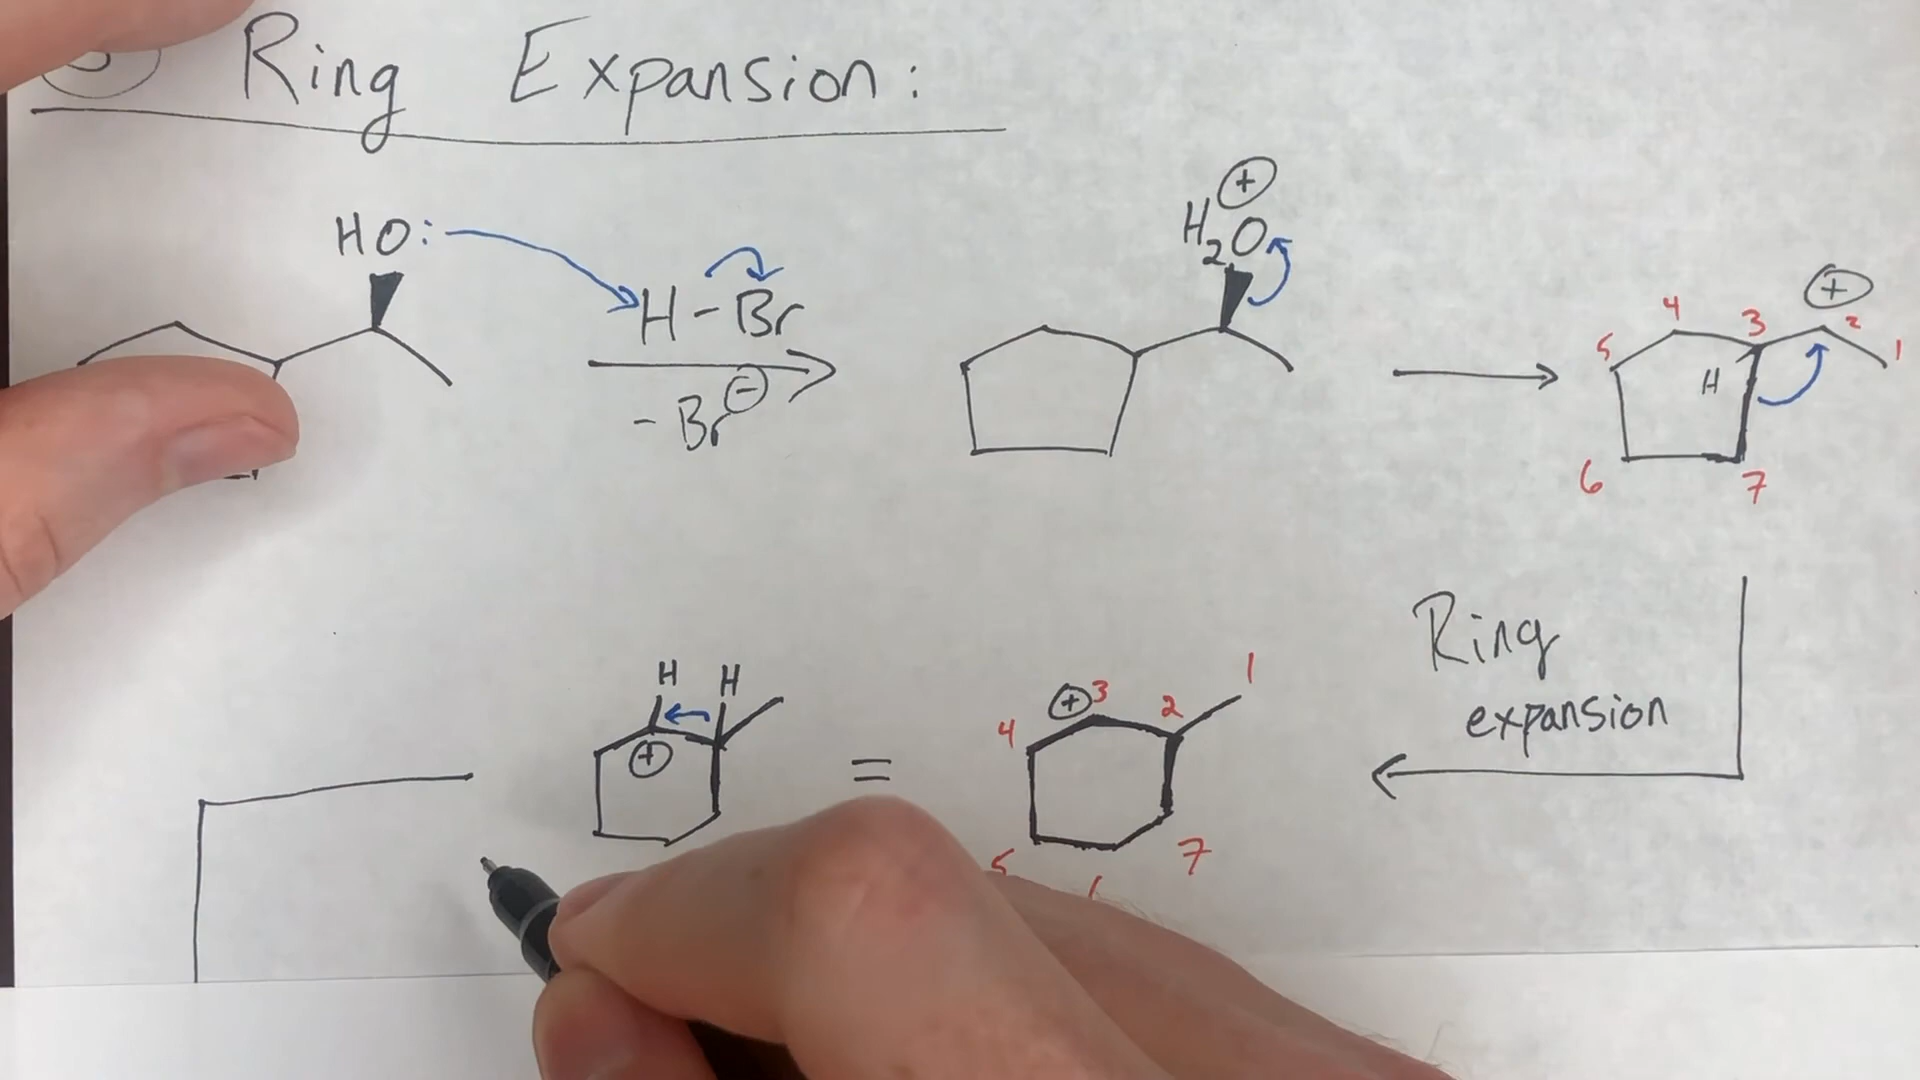 Ring Expansion:
HO:
H-Br
-Br⊖
⊕
H2O
⊕
4 3 2 1
5
H
6 7
Ring
expansion
H H
⊕
=
⊕ 3 2 1
4
5 7